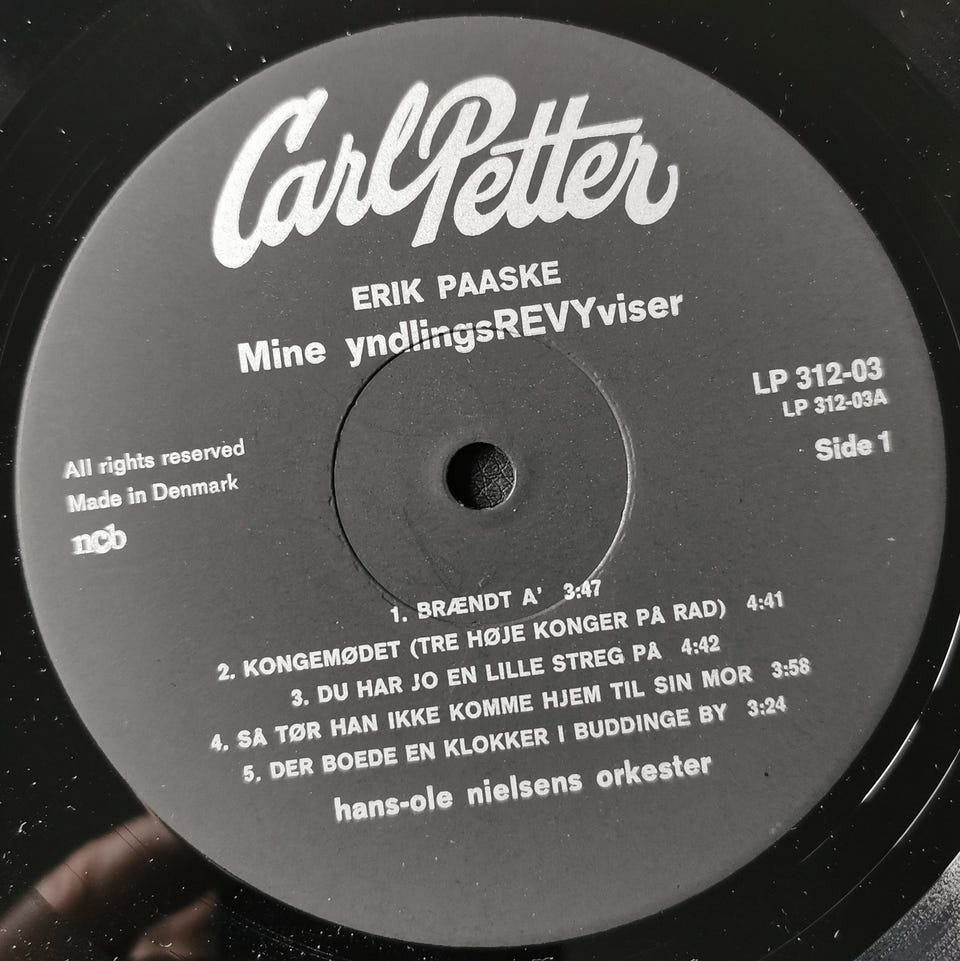 Carl Petter
ERIK PAASKE
Mine yndlingsREVYviser
LP 312-03
LP 312-03A
Side 1
All rights reserved
Made in Denmark
ncb
1. BRÆNDT A' 3:47
2. KONGEMØDET (TRE HØJE KONGER PÅ RAD) 4:41
3. DU HAR JO EN LILLE STREG PÅ 4:42
4. SÅ TØR HAN IKKE KOMME HJEM TIL SIN MOR 3:58
5. DER BOEDE EN KLOKKER I BUDDINGE BY 3:24
hans-ole nielsens orkester